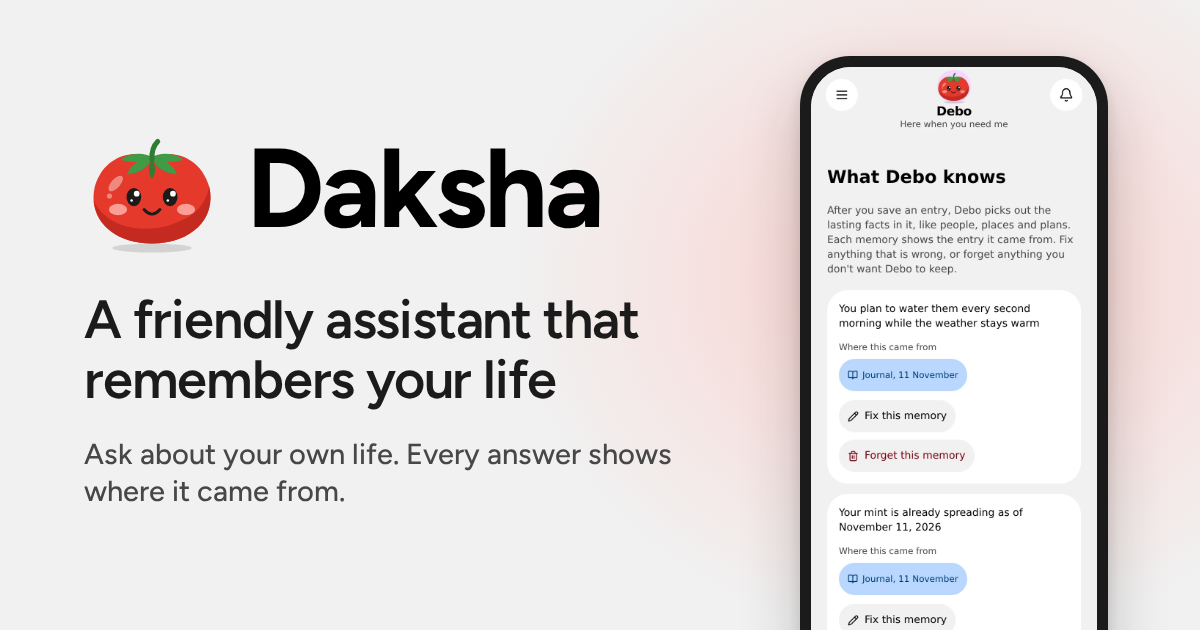 Daksha
A friendly assistant that
remembers your life
Ask about your own life. Every answer shows
where it came from.
Debo
Here when you need me
What Debo knows
After you save an entry, Debo picks out the
lasting facts in it, like people, places and plans.
Each memory shows the entry it came from. Fix
anything that is wrong, or forget anything you
don't want Debo to keep.
You plan to water them every second
morning while the weather stays warm
Where this came from
Journal, 11 November
Fix this memory
Forget this memory
Your mint is already spreading as of
November 11, 2026
Where this came from
Journal, 11 November
Fix this memory